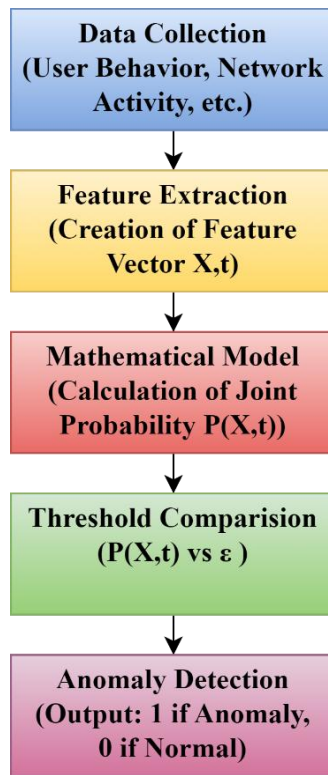 Data Collection
(User Behavior, Network
Activity, etc.)
Feature Extraction
(Creation of Feature
Vector X,t)
Mathematical Model
(Calculation of Joint
Probability P(X,t))
Threshold Comparision
(P(X,t) vs ε )
Anomaly Detection
(Output: 1 if Anomaly,
0 if Normal)